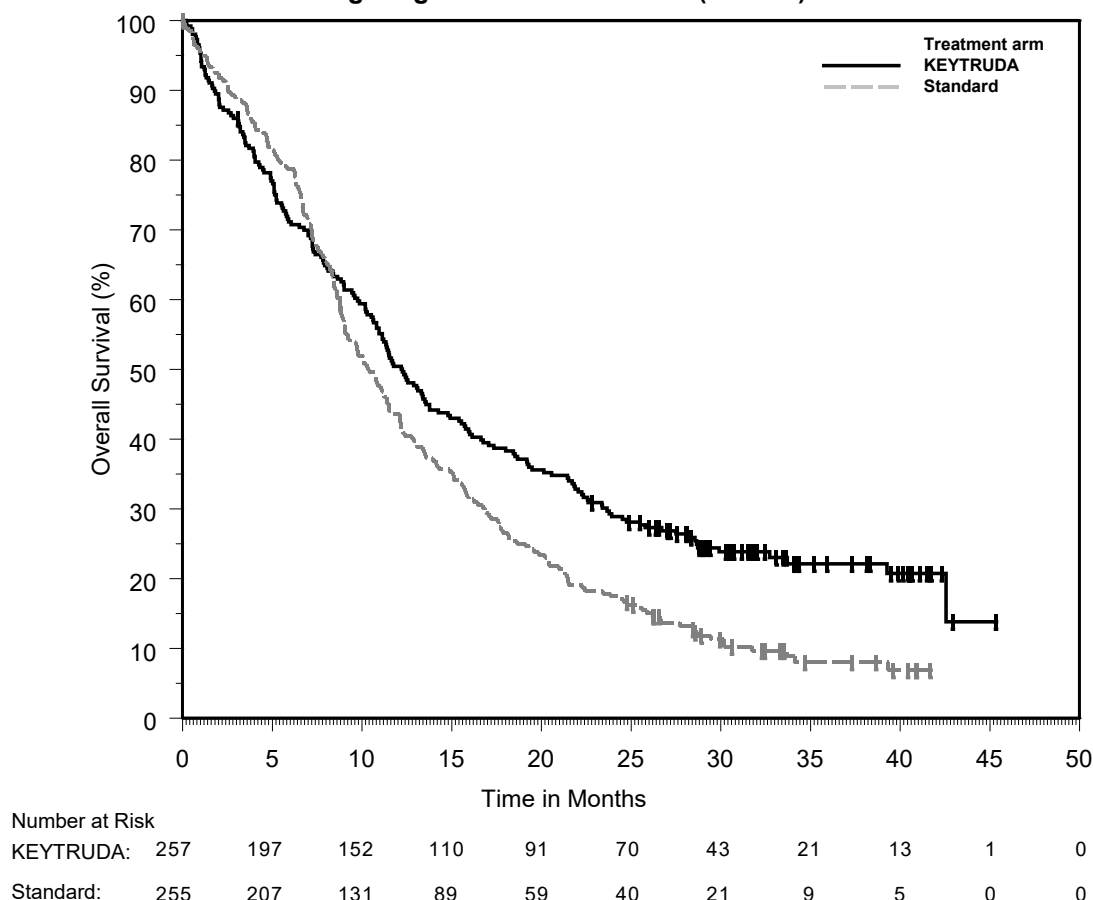 Treatment arm
KEYTRUDA
Standard
100
90
80
70
60
50
40
30
20
10
0
Overall Survival (%)
0 5 10 15 20 25 30 35 40 45 50
Time in Months
Number at Risk
KEYTRUDA: 257 197 152 110 91 70 43 21 13 1 0
Standard: 255 207 131 89 59 40 21 9 5 0 0